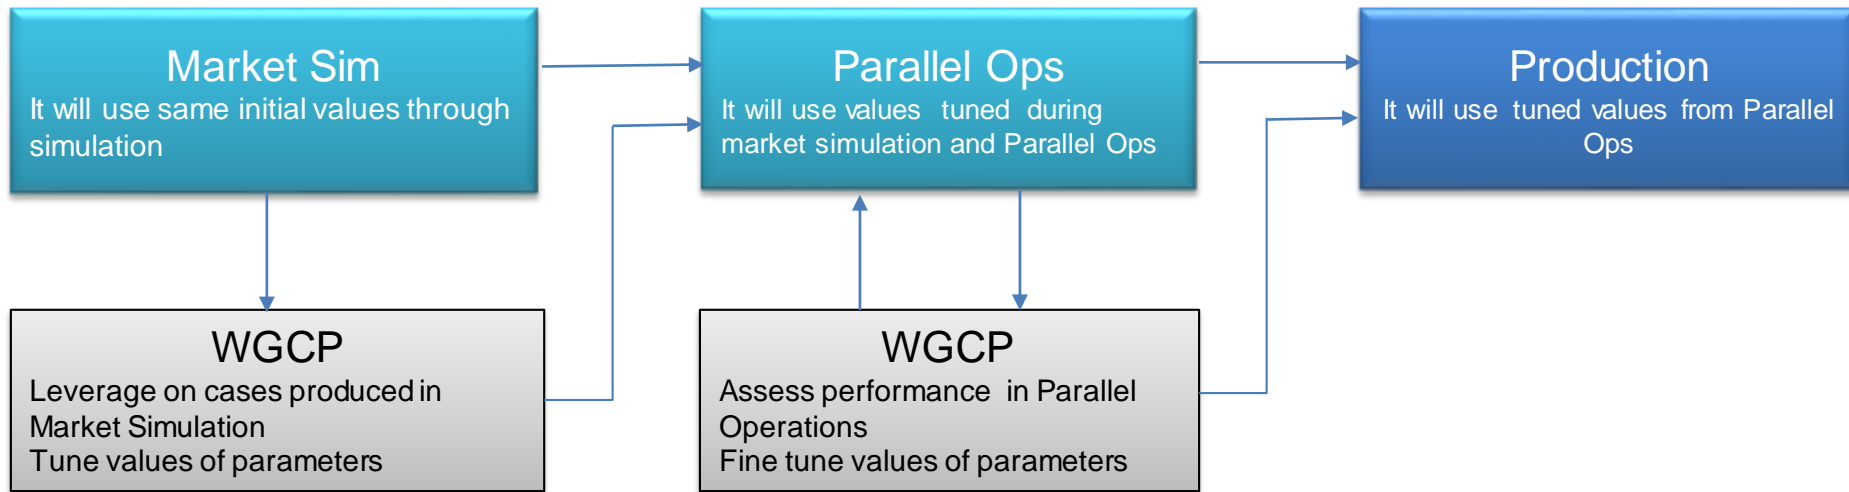 Market Sim
It will use same initial values through
simulation
Parallel Ops
It will use values tuned during
market simulation and Parallel Ops
Production
It will use tuned values from Parallel
Ops
WGCP
Leverage on cases produced in
Market Simulation
Tune values of parameters
WGCP
Assess performance in Parallel
Operations
Fine tune values of parameters